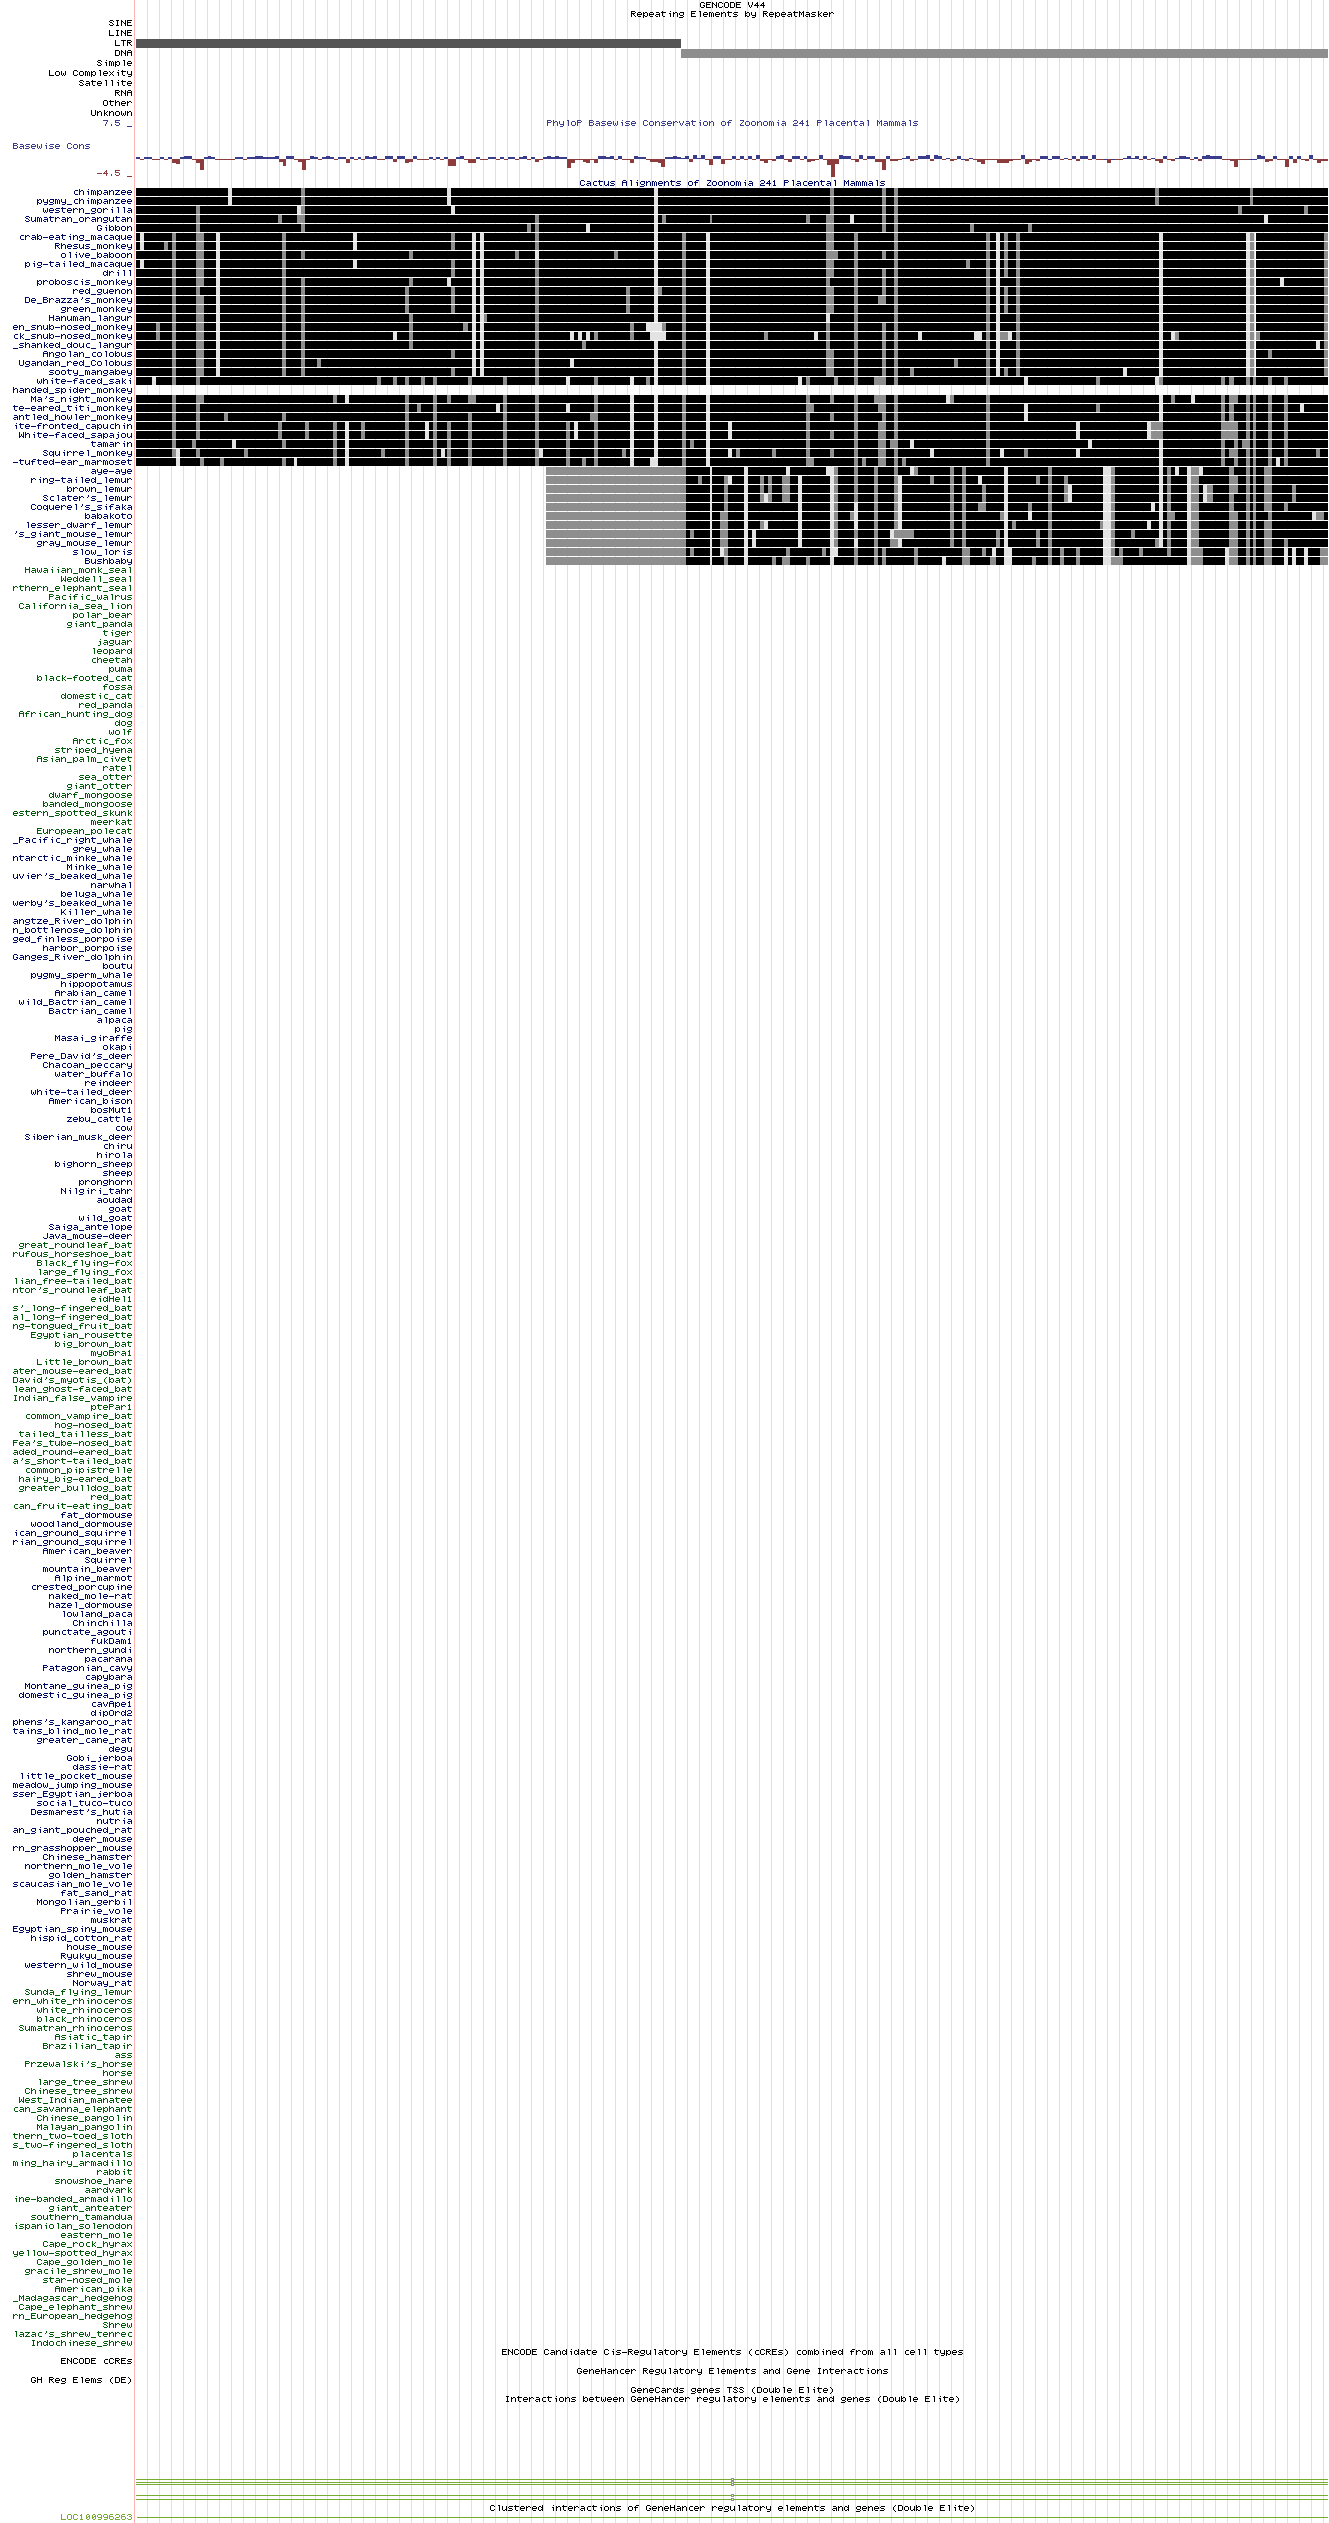 GENCODE V44
Repeating Elements by RepeatMasker
SINE
LINE
LTR
DNA
Simple
Low Complexity
Satellite
RNA
Other
Unknown
7.5 _
PhyloP Basewise Conservation of Zoonomia 241 Placental Mammals
Basewise Cons
-4.5 _
Cactus Alignments of Zoonomia 241 Placental Mammals
chimpanzee
pygmy_chimpanzee
western_gorilla
Sumatran_orangutan
Gibbon
crab-eating_macaque
Rhesus_monkey
olive_baboon
pig-tailed_macaque
drill
proboscis_monkey
red_guenon
De_Brazza's_monkey
green_monkey
Hanuman_langur
en_snub-nosed_monkey
ck_snub-nosed_monkey
_shanked_douc_langur
Angolan_colobus
Ugandan_red_Colobus
sooty_mangabey
white-faced_saki
handed_spider_monkey
Ma's_night_monkey
te-eared_titi_monkey
antled_howler_monkey
ite-fronted_capuchin
White-faced_sapajou
tamarin
Squirrel_monkey
-tufted-ear_marmoset
aye-aye
ring-tailed_lemur
brown_lemur
Sclater's_lemur
Coquerel's_sifaka
babakoto
lesser_dwarf_lemur
's_giant_mouse_lemur
gray_mouse_lemur
slow_loris
Bushbaby
Hawaiian_monk_seal
Weddell_seal
rthern_elephant_seal
Pacific_walrus
California_sea_lion
polar_bear
giant_panda
tiger
jaguar
leopard
cheetah
puma
black-footed_cat
fossa
domestic_cat
red_panda
African_hunting_dog
dog
wolf
Arctic_fox
striped_hyena
Asian_palm_civet
ratel
sea_otter
giant_otter
dwarf_mongoose
banded_mongoose
estern_spotted_skunk
meerkat
European_polecat
_Pacific_right_whale
grey_whale
ntarctic_minke_whale
Minke_whale
uvier's_beaked_whale
narwhal
beluga_whale
werby's_beaked_whale
Killer_whale
angtze_River_dolphin
n_bottlenose_dolphin
ged_finless_porpoise
harbor_porpoise
Ganges_River_dolphin
boutu
pygmy_sperm_whale
hippopotamus
Arabian_camel
wild_Bactrian_camel
Bactrian_camel
alpaca
pig
Masai_giraffe
okapi
Pere_David's_deer
Chacoan_peccary
water_buffalo
reindeer
white-tailed_deer
American_bison
bosMut1
zebu_cattle
cow
Siberian_musk_deer
chiru
hirola
bighorn_sheep
sheep
pronghorn
Nilgiri_tahr
aoudad
goat
wild_goat
Saiga_antelope
Java_mouse-deer
great_roundleaf_bat
rufous_horseshoe_bat
Black_flying-fox
large_flying_fox
lian_free-tailed_bat
ntor's_roundleaf_bat
eidHel1
s'_long-fingered_bat
al_long-fingered_bat
ng-tongued_fruit_bat
Egyptian_rousette
big_brown_bat
myoBra1
Little_brown_bat
ater_mouse-eared_bat
David's_myotis_(bat)
lean_ghost-faced_bat
Indian_false_vampire
ptePar1
common_vampire_bat
hog-nosed_bat
tailed_tailless_bat
Fea's_tube-nosed_bat
aded_round-eared_bat
a's_short-tailed_bat
common_pipistrelle
hairy_big-eared_bat
greater_bulldog_bat
red_bat
can_fruit-eating_bat
fat_dormouse
woodland_dormouse
ican_ground_squirrel
rian_ground_squirrel
American_beaver
Squirrel
mountain_beaver
Alpine_marmot
crested_porcupine
naked_mole-rat
hazel_dormouse
lowland_paca
Chinchilla
punctate_agouti
fukDam1
northern_gundi
pacarana
Patagonian_cavy
capybara
Montane_guinea_pig
domestic_guinea_pig
cavApe1
dipOrd2
phens's_kangaroo_rat
tains_blind_mole_rat
greater_cane_rat
degu
Gobi_jerboa
dassie-rat
little_pocket_mouse
meadow_jumping_mouse
sser_Egyptian_jerboa
social_tuco-tuco
Desmarest's_hutia
nutria
an_giant_pouched_rat
deer_mouse
rn_grasshopper_mouse
Chinese_hamster
northern_mole_vole
golden_hamster
scaucasian_mole_vole
fat_sand_rat
Mongolian_gerbil
Prairie_vole
muskrat
Egyptian_spiny_mouse
hispid_cotton_rat
house_mouse
Ryukyu_mouse
western_wild_mouse
shrew_mouse
Norway_rat
Sunda_flying_lemur
ern_white_rhinoceros
white_rhinoceros
black_rhinoceros
Sumatran_rhinoceros
Asiatic_tapir
Brazilian_tapir
ass
Przewalski's_horse
horse
large_tree_shrew
Chinese_tree_shrew
West_Indian_manatee
can_savanna_elephant
Chinese_pangolin
Malayan_pangolin
thern_two-toed_sloth
s_two-fingered_sloth
placentals
ming_hairy_armadillo
rabbit
snowshoe_hare
aardvark
ine-banded_armadillo
giant_anteater
southern_tamandua
ispaniolan_solenodon
eastern_mole
Cape_rock_hyrax
yellow-spotted_hyrax
Cape_golden_mole
gracile_shrew_mole
star-nosed_mole
American_pika
_Madagascar_hedgehog
Cape_elephant_shrew
rn_European_hedgehog
Shrew
lazac's_shrew_tenrec
Indochinese_shrew
ENCODE Candidate Cis-Regulatory Elements (cCREs) combined from all cell types
ENCODE cCREs
GeneHancer Regulatory Elements and Gene Interactions
GH Reg Elems (DE)
GeneCards genes TSS (Double Elite)
Interactions between GeneHancer regulatory elements and genes (Double Elite)
Clustered interactions of GeneHancer regulatory elements and genes (Double Elite)
LOC100996263